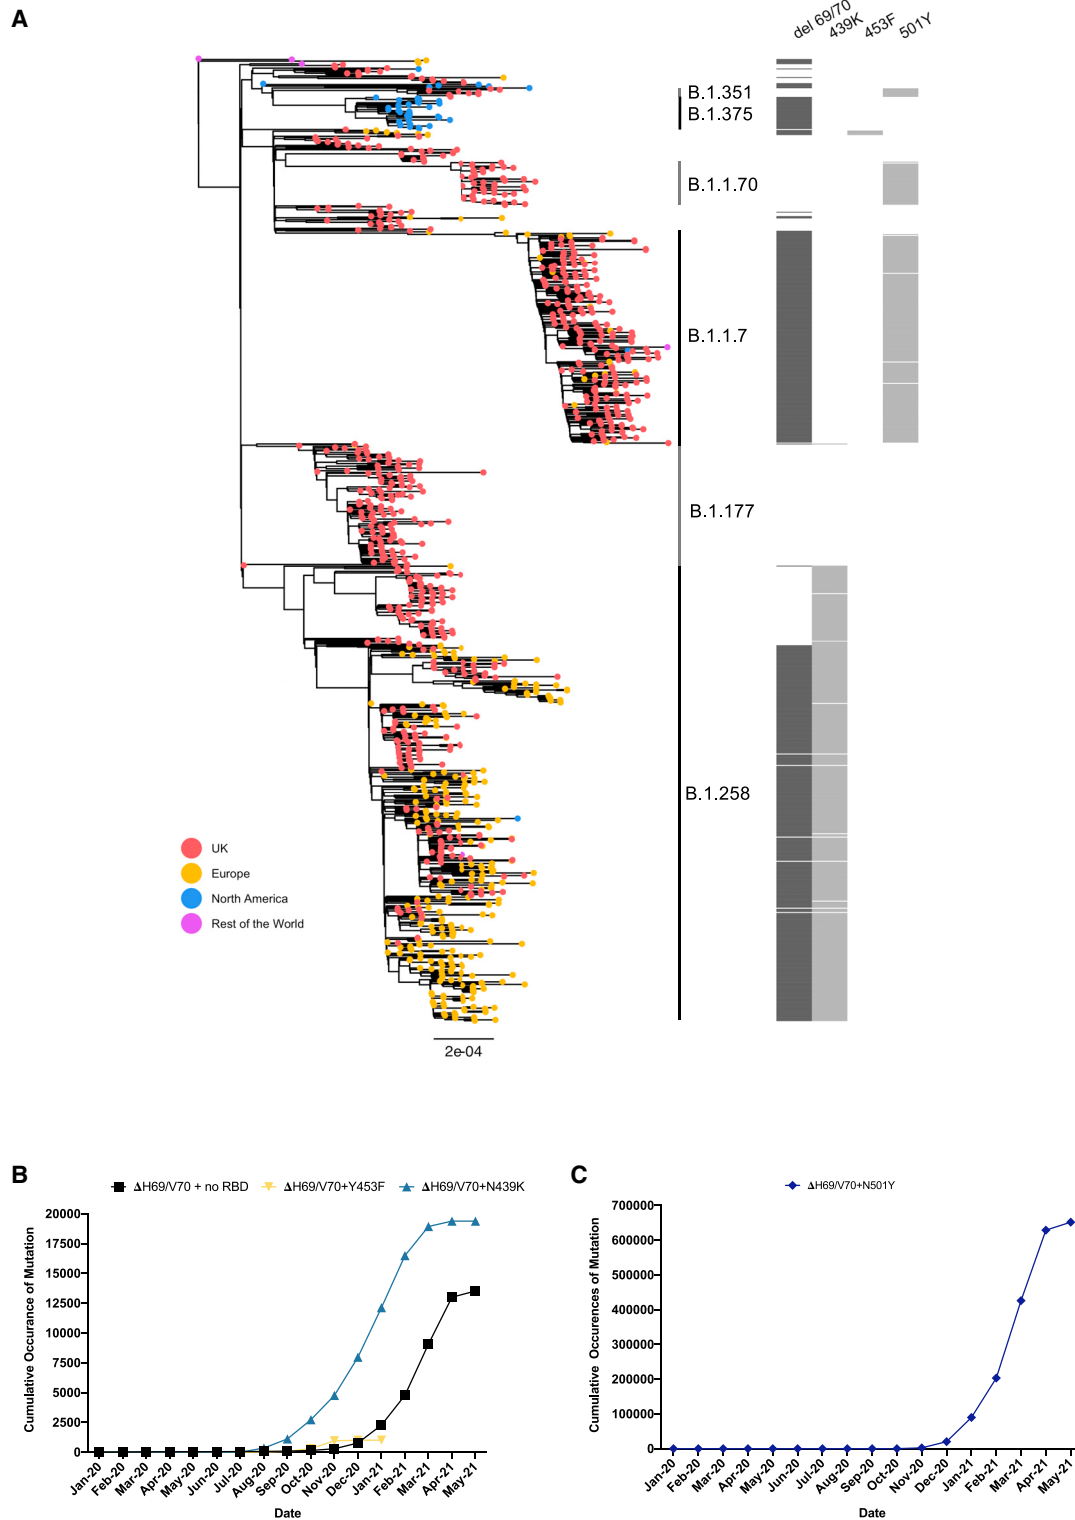 A
del 69/70
439K
453F
501Y
B.1.351
B.1.375
B.1.1.70
B.1.1.7
B.1.177
B.1.258
UK
Europe
North America
Rest of the World
2e-04
B
ΔH69/V70 + no RBD
ΔH69/V70+Y453F
ΔH69/V70+N439K
Cumulative Occurance of Mutation
20000
17500
15000
12500
10000
7500
5000
2500
0
Jan-20
Feb-20
Mar-20
Apr-20
May-20
Jun-20
Jul-20
Aug-20
Sep-20
Oct-20
Nov-20
Dec-20
Jan-21
Feb-21
Mar-21
Apr-21
May-21
Date
C
ΔH69/V70+N501Y
Cumulative Occurences of Mutation
700000
600000
500000
400000
300000
200000
100000
0
Jan-20
Feb-20
Mar-20
Apr-20
May-20
Jun-20
Jul-20
Aug-20
Sep-20
Oct-20
Nov-20
Dec-20
Jan-21
Feb-21
Mar-21
Apr-21
May-21
Date